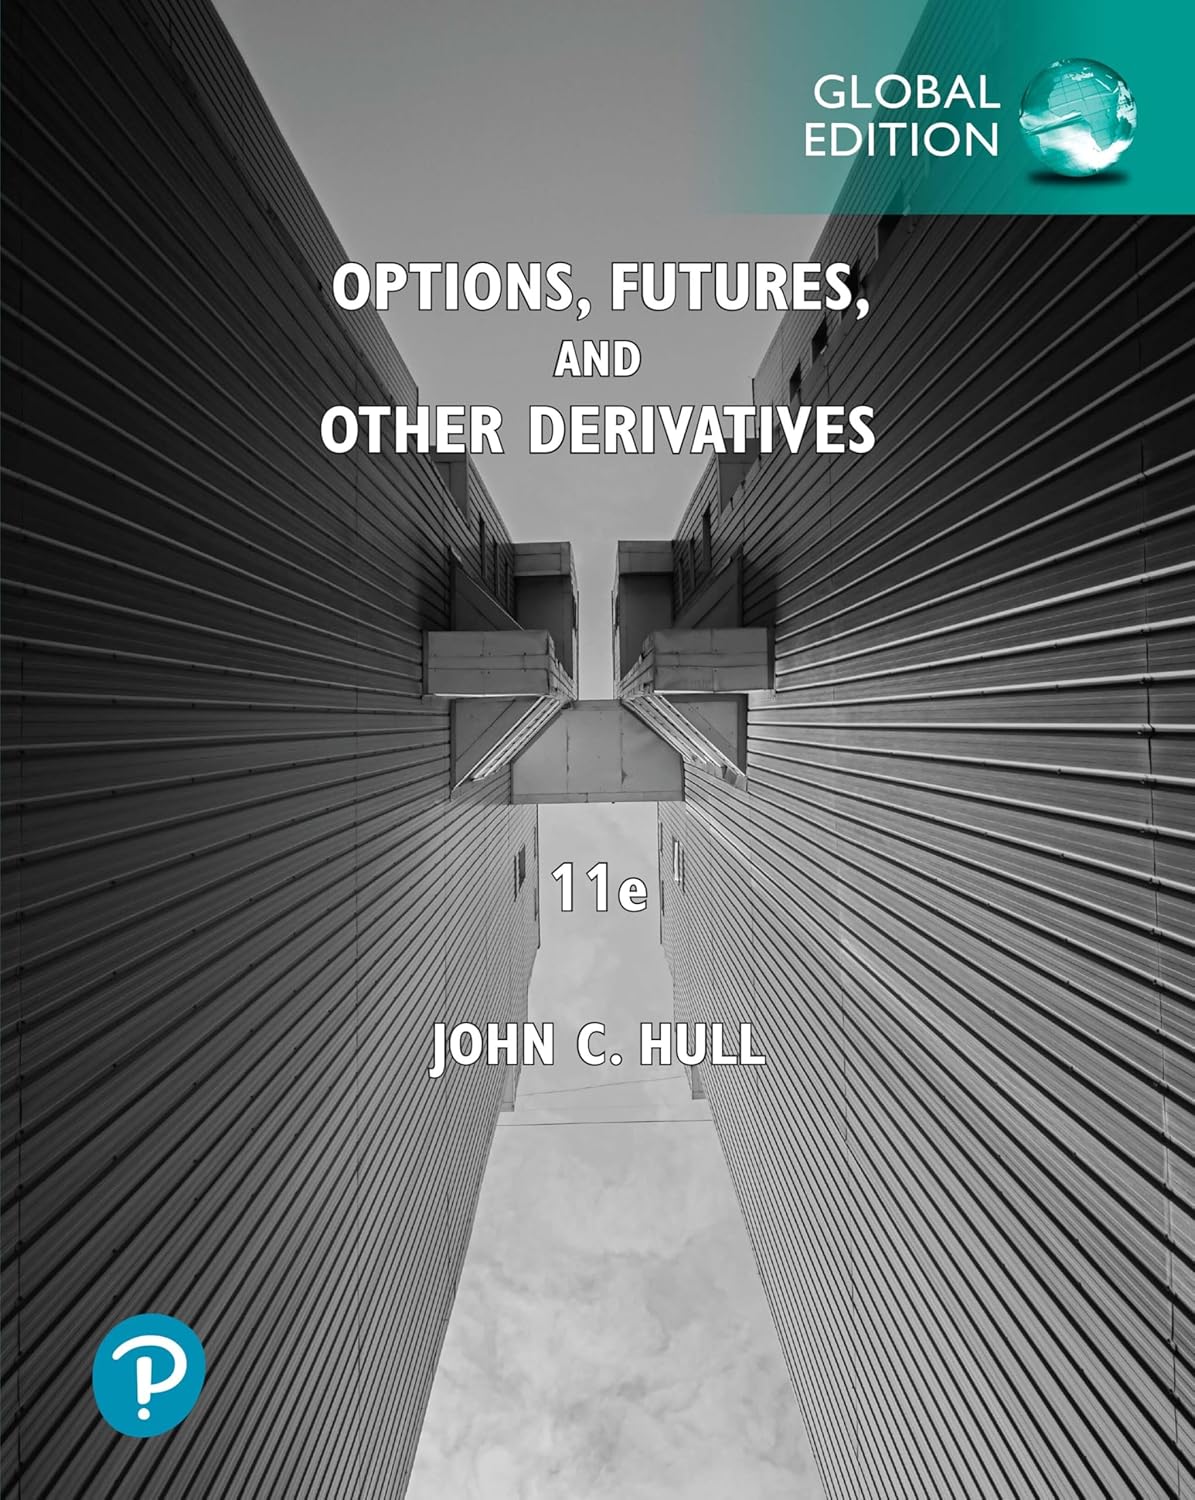 GLOBAL
EDITION
OPTIONS, FUTURES,
AND
OTHER DERIVATIVES
11e
JOHN C. HULL
P